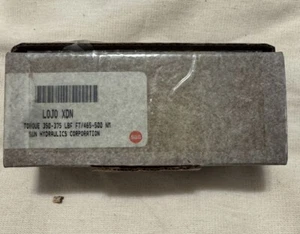 LOJO XDN
TORQUE 350-375 LBF FT/465-500 NM
SUN HYDRAULICS CORPORATION